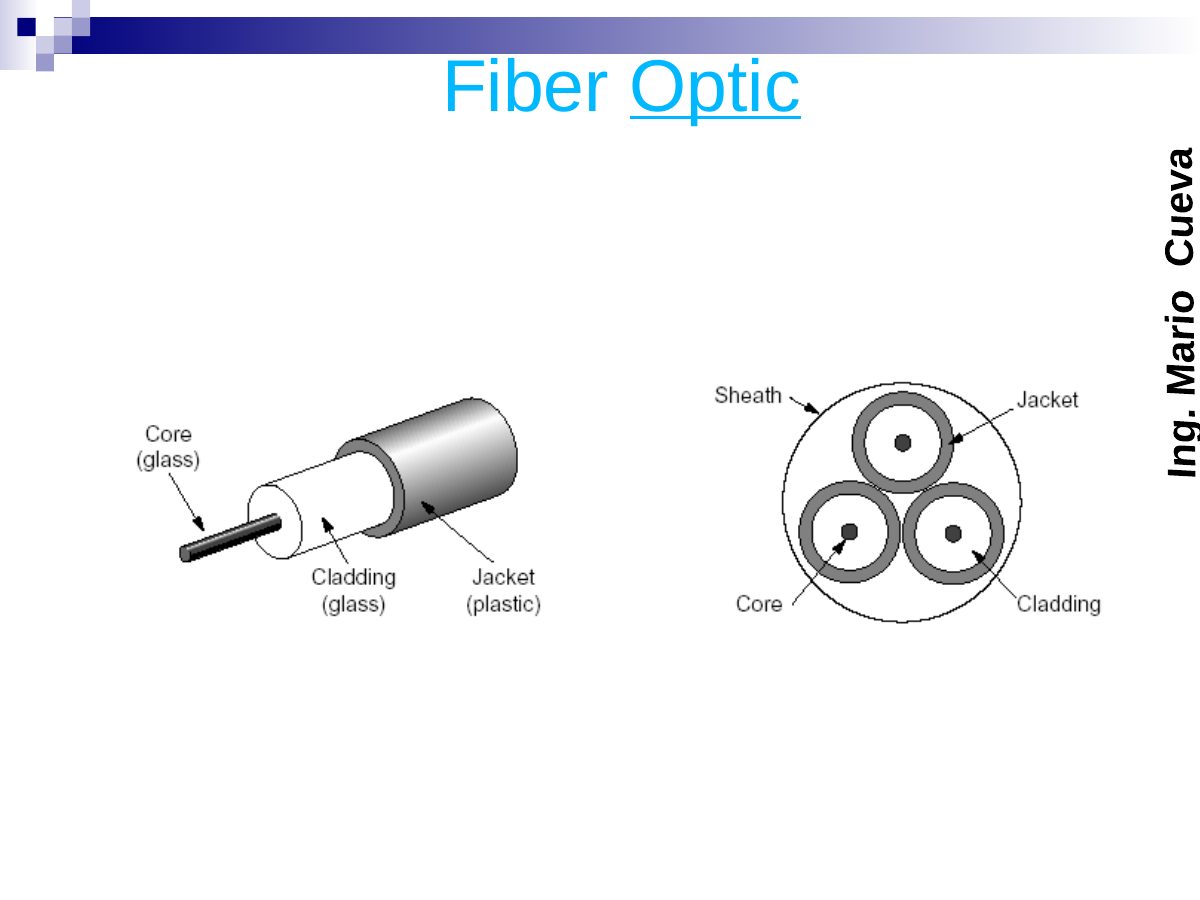 Fiber Optic
Ing. Mario Cueva
Core
(glass)
Cladding
(glass)
Jacket
(plastic)
Sheath
Jacket
Core
Cladding